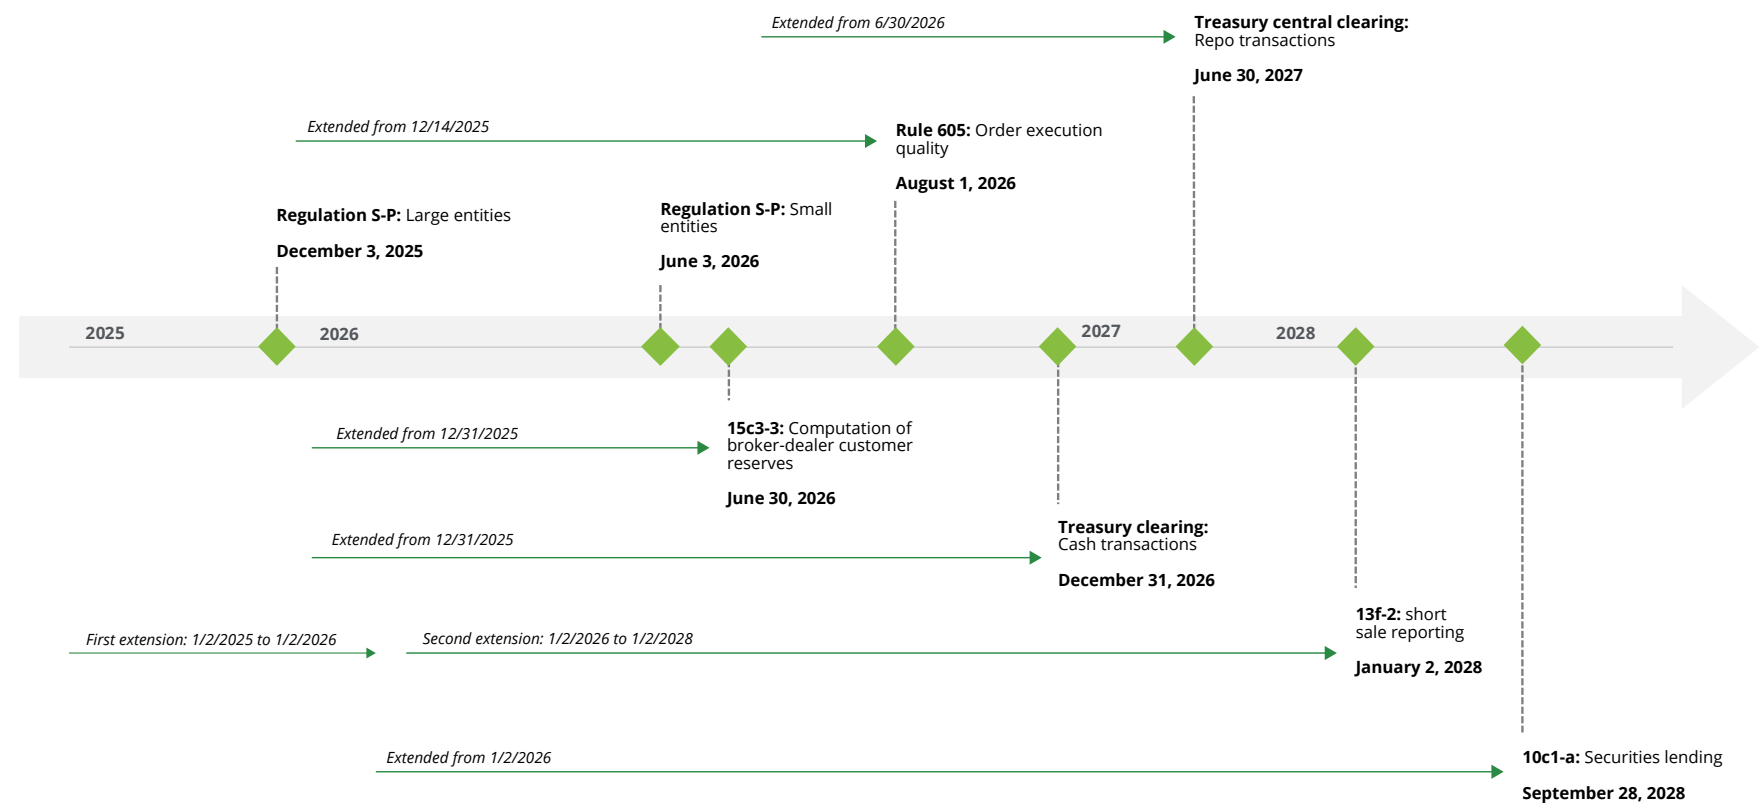 Extended from 6/30/2026
Treasury central clearing:
Repo transactions
June 30, 2027
Extended from 12/14/2025
Rule 605: Order execution
quality
August 1, 2026
Regulation S-P: Large entities
December 3, 2025
Regulation S-P: Small
entities
June 3, 2026
2025
2026
2027
2028
Extended from 12/31/2025
15c3-3: Computation of
broker-dealer customer
reserves
June 30, 2026
Extended from 12/31/2025
Treasury clearing:
Cash transactions
December 31, 2026
First extension: 1/2/2025 to 1/2/2026
Second extension: 1/2/2026 to 1/2/2028
13f-2: short
sale reporting
January 2, 2028
Extended from 1/2/2026
10c1-a: Securities lending
September 28, 2028